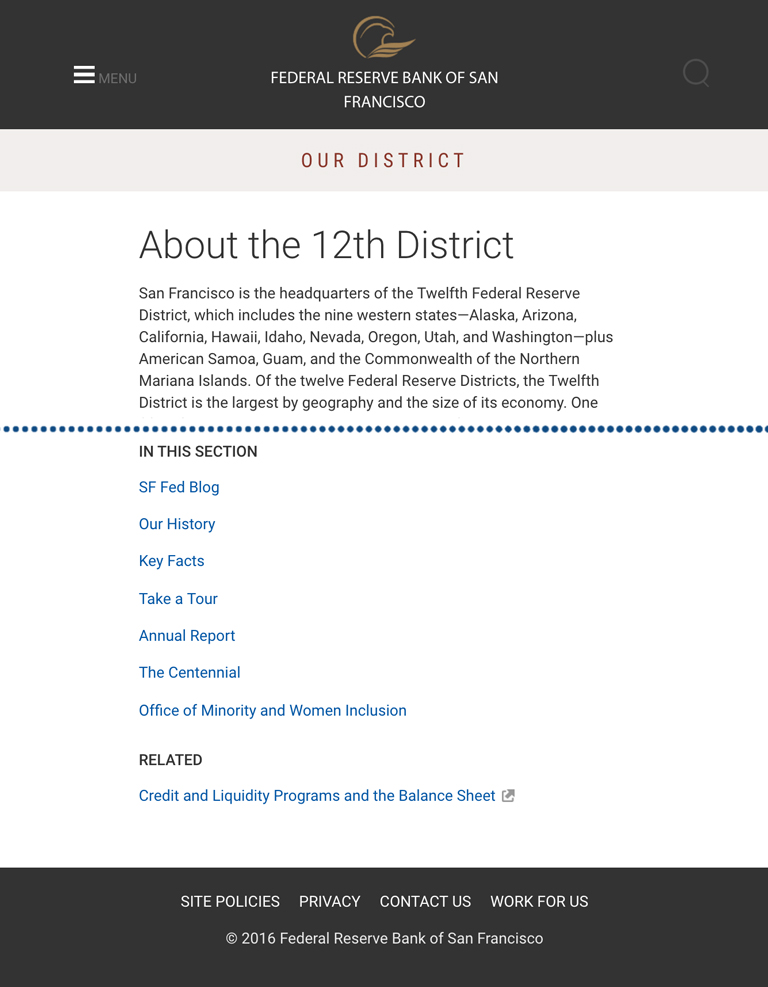 MENU
FEDERAL RESERVE BANK OF SAN
FRANCISCO
OUR DISTRICT
About the 12th District
San Francisco is the headquarters of the Twelfth Federal Reserve
District, which includes the nine western states—Alaska, Arizona,
California, Hawaii, Idaho, Nevada, Oregon, Utah, and Washington—plus
American Samoa, Guam, and the Commonwealth of the Northern
Mariana Islands. Of the twelve Federal Reserve Districts, the Twelfth
District is the largest by geography and the size of its economy. One
IN THIS SECTION
SF Fed Blog
Our History
Key Facts
Take a Tour
Annual Report
The Centennial
Office of Minority and Women Inclusion
RELATED
Credit and Liquidity Programs and the Balance Sheet
SITE POLICIES PRIVACY CONTACT US WORK FOR US
© 2016 Federal Reserve Bank of San Francisco